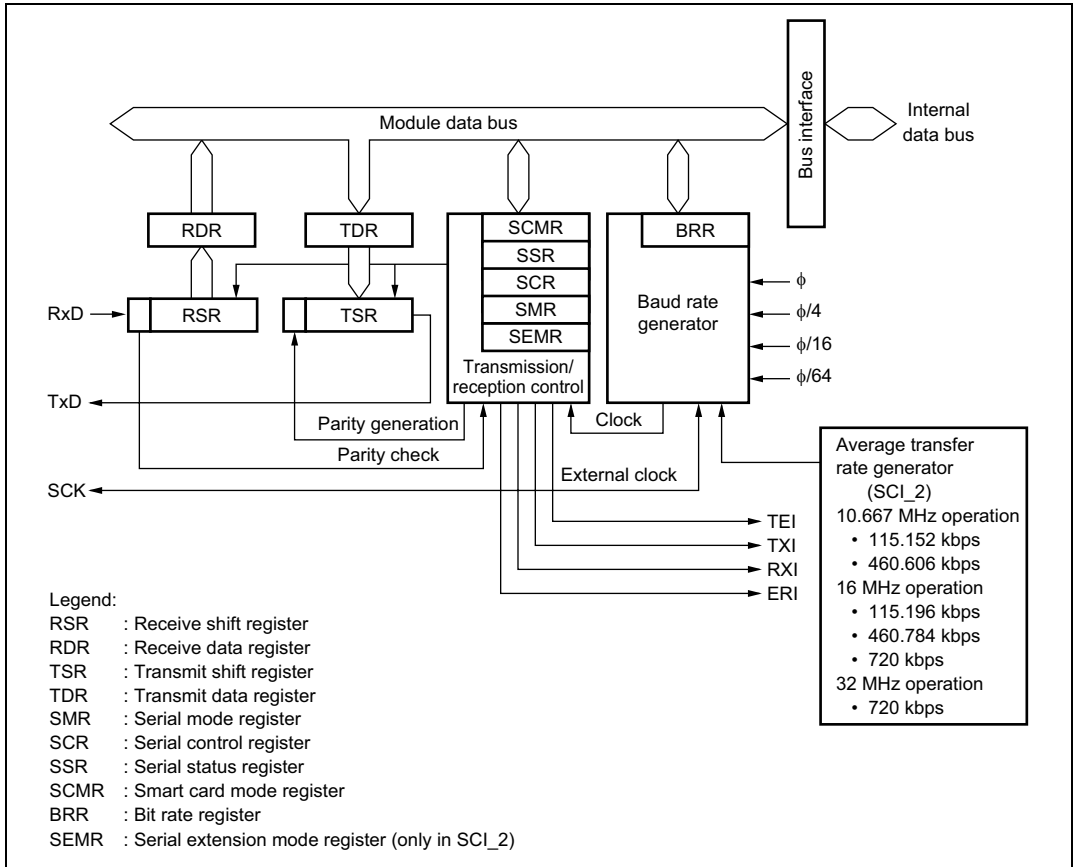 Module data bus
Bus interface
Internal
data bus
RDR
TDR
SCMR
SSR
SCR
SMR
SEMR
Transmission/
reception control
BRR
Baud rate
generator
ϕ
ϕ/4
ϕ/16
ϕ/64
RxD
RSR
TSR
TxD
Parity generation
Parity check
Clock
SCK
External clock
TEI
TXI
RXI
ERI
Average transfer
rate generator
(SCI_2)
10.667 MHz operation
• 115.152 kbps
• 460.606 kbps
16 MHz operation
• 115.196 kbps
• 460.784 kbps
• 720 kbps
32 MHz operation
• 720 kbps
Legend:
RSR : Receive shift register
RDR : Receive data register
TSR : Transmit shift register
TDR : Transmit data register
SMR : Serial mode register
SCR : Serial control register
SSR : Serial status register
SCMR : Smart card mode register
BRR : Bit rate register
SEMR : Serial extension mode register (only in SCI_2)